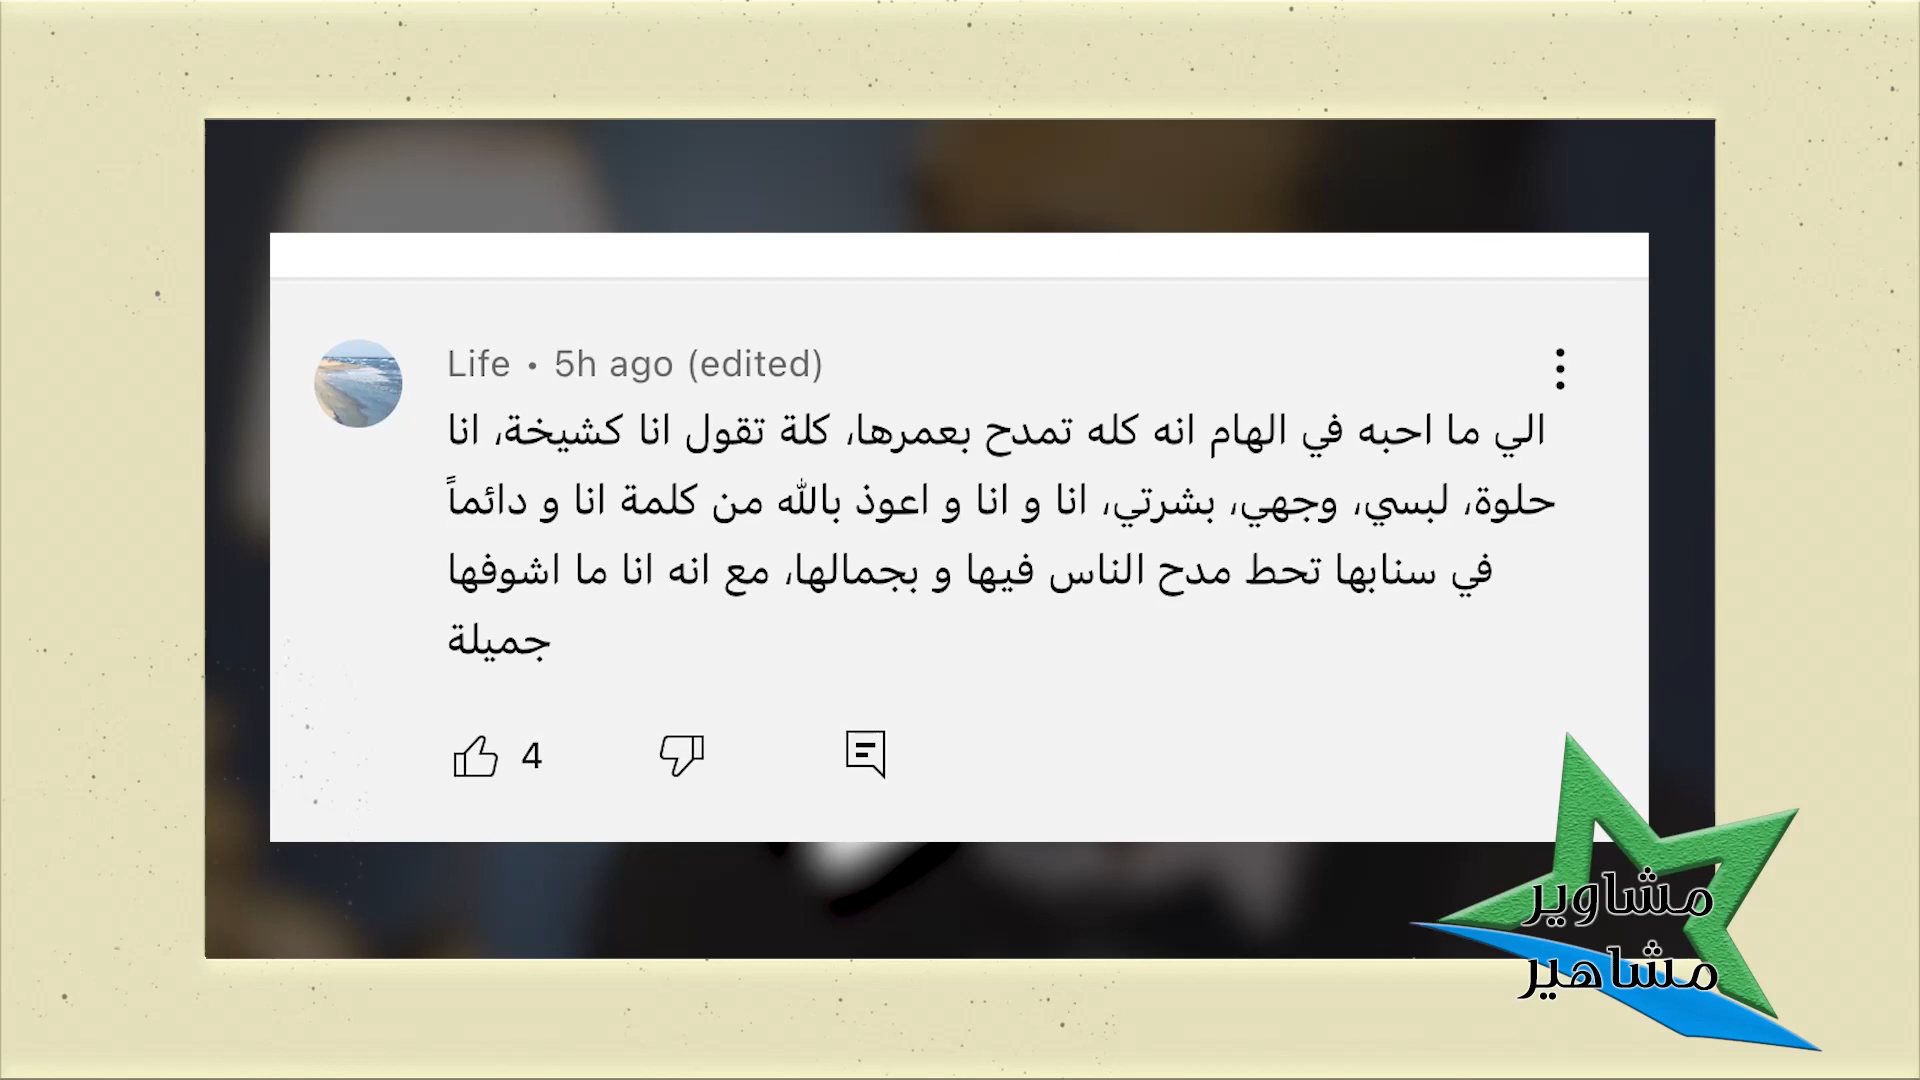 Life • 5h ago (edited)
الي ما احبه في الهام انه كله تمدح بعمرها، كلة تقول انا كشيخة، انا
حلوة، لبسي، وجهي، بشرتي، انا و انا و اعوذ بالله من كلمة انا و دائماً
في سنابها تحط مدح الناس فيها و بجمالها، مع انه انا ما اشوفها
جميلة
4
مشاوير
مشاهير